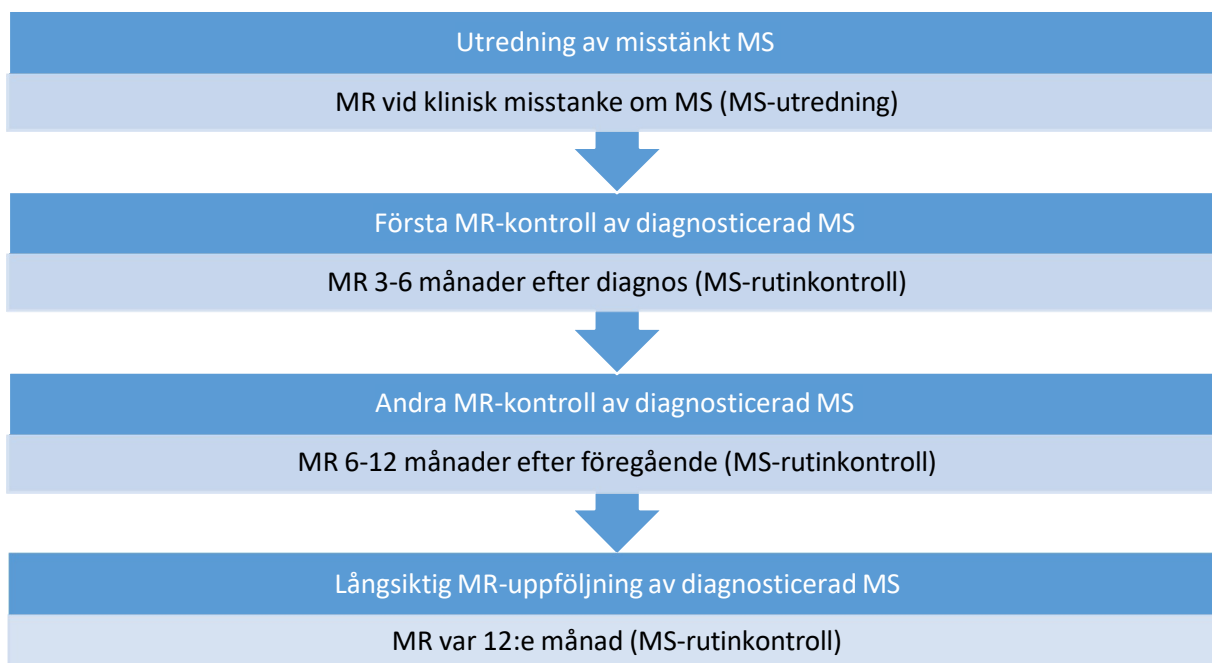 Utredning av misstänkt MS
MR vid klinisk misstanke om MS (MS-utredning)
Första MR-kontroll av diagnosticerad MS
MR 3-6 månader efter diagnos (MS-rutinkontroll)
Andra MR-kontroll av diagnosticerad MS
MR 6-12 månader efter föregående (MS-rutinkontroll)
Långsiktig MR-uppföljning av diagnosticerad MS
MR var 12:e månad (MS-rutinkontroll)